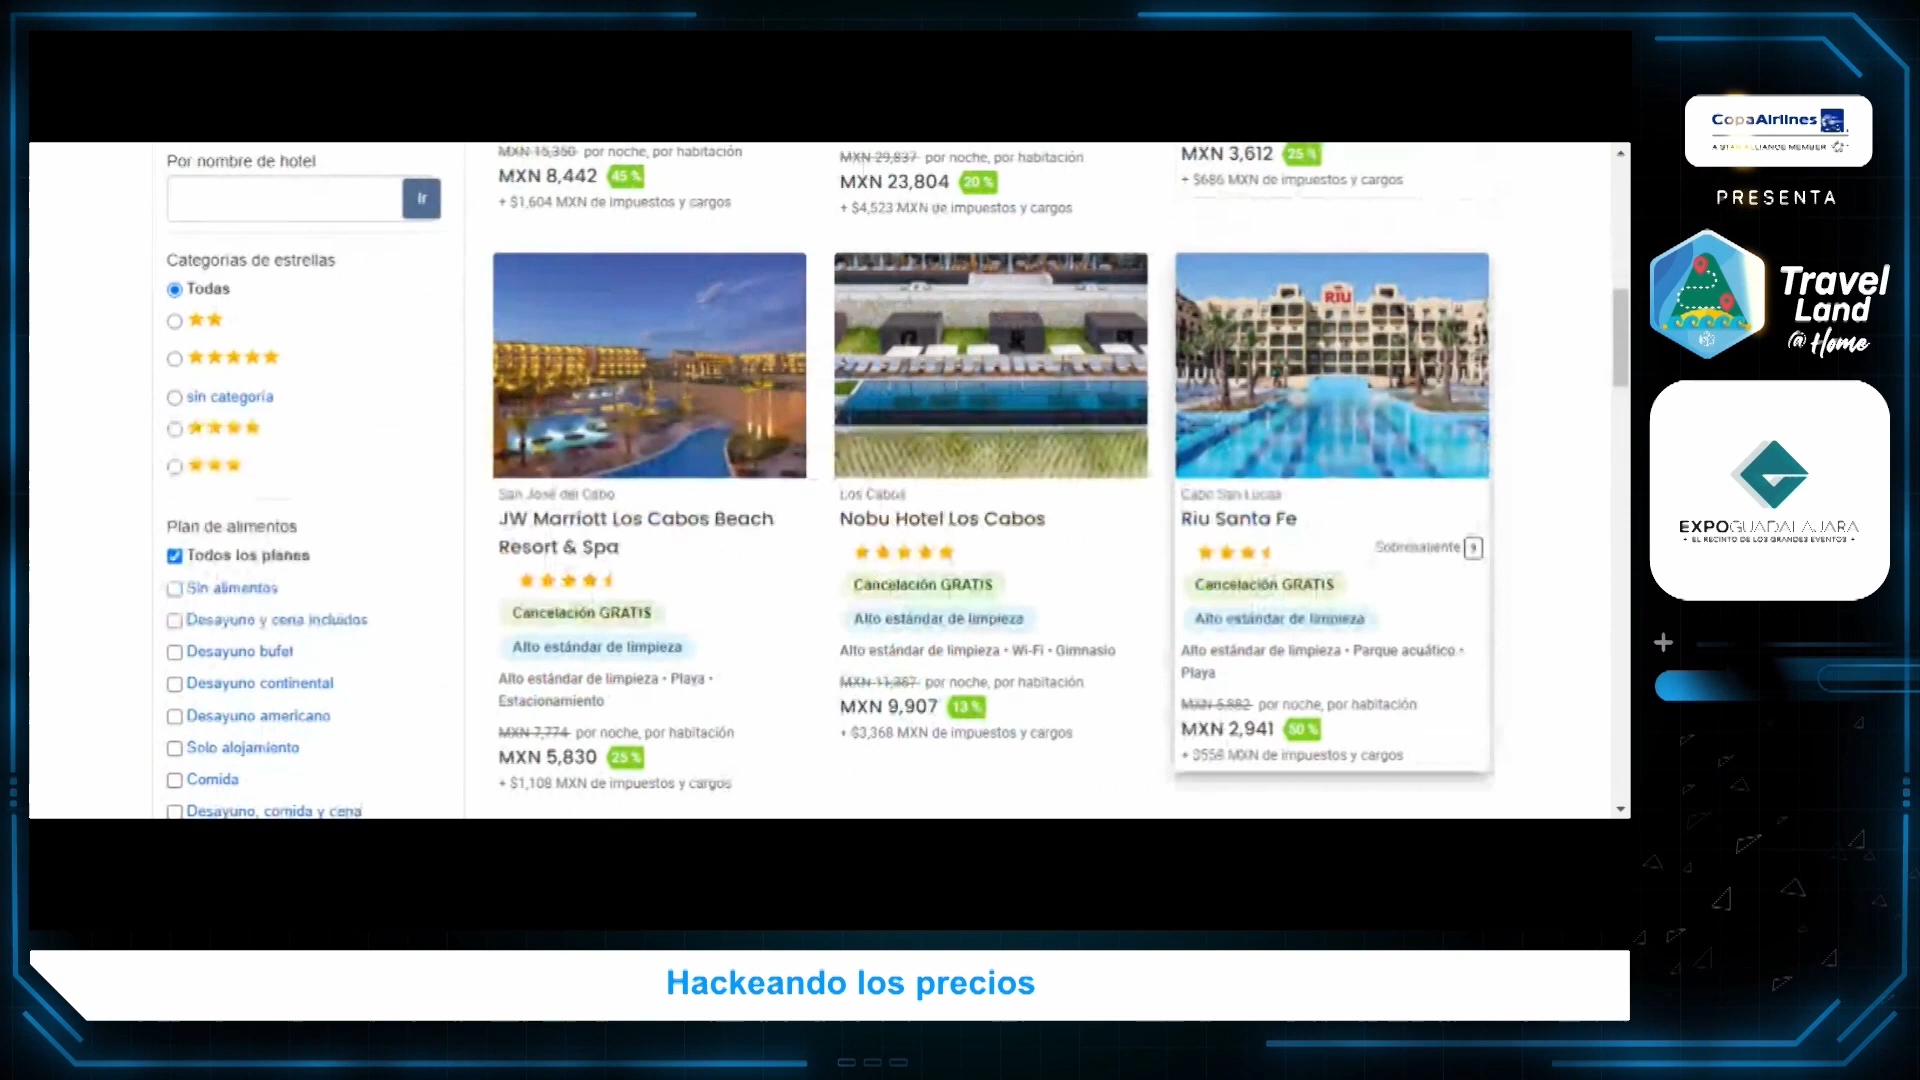 Por nombre de hotel
Ir
Categorias de estrellas
Todas
sin categoría
Plan de alimentos
Todos los planes
Sin alimentos
Desayuno y cena incluidos
Desayuno bufet
Desayuno continental
Desayuno americano
Solo alojamiento
Comida
Desayuno, comida y cena
MXN 15,350 por noche, por habitación
MXN 8,442 45 %
+ $1,604 MXN de impuestos y cargos
MXN 29,837 por noche, por habitación
MXN 23,804 20 %
+ $4,523 MXN de impuestos y cargos
MXN 3,612 25 %
+ $686 MXN de impuestos y cargos
San José del Cabo
JW Marriott Los Cabos Beach
Resort & Spa
Cancelación GRATIS
Alto estándar de limpieza
Alto estándar de limpieza • Playa •
Estacionamiento
MXN 7,774 por noche, por habitación
MXN 5,830 25 %
+ $1,108 MXN de impuestos y cargos
Los Cabos
Nobu Hotel Los Cabos
Cancelación GRATIS
Alto estándar de limpieza
Alto estándar de limpieza • Wi-Fi • Gimnasio
MXN 11,387 por noche, por habitación
MXN 9,907 13 %
+ $3,368 MXN de impuestos y cargos
RIU
Cabo San Lucas
Riu Santa Fe
Sobresaliente 9
Cancelación GRATIS
Alto estándar de limpieza
Alto estándar de limpieza • Parque acuático •
Playa
MXN 5,882 por noche, por habitación
MXN 2,941 50 %
+ $558 MXN de impuestos y cargos
CopaAirlines
A STAR ALLIANCE MEMBER
PRESENTA
Travel
Land
@Home
EXPOGUADALAJARA
• EL RECINTO DE LOS GRANDES EVENTOS •
Hackeando los precios